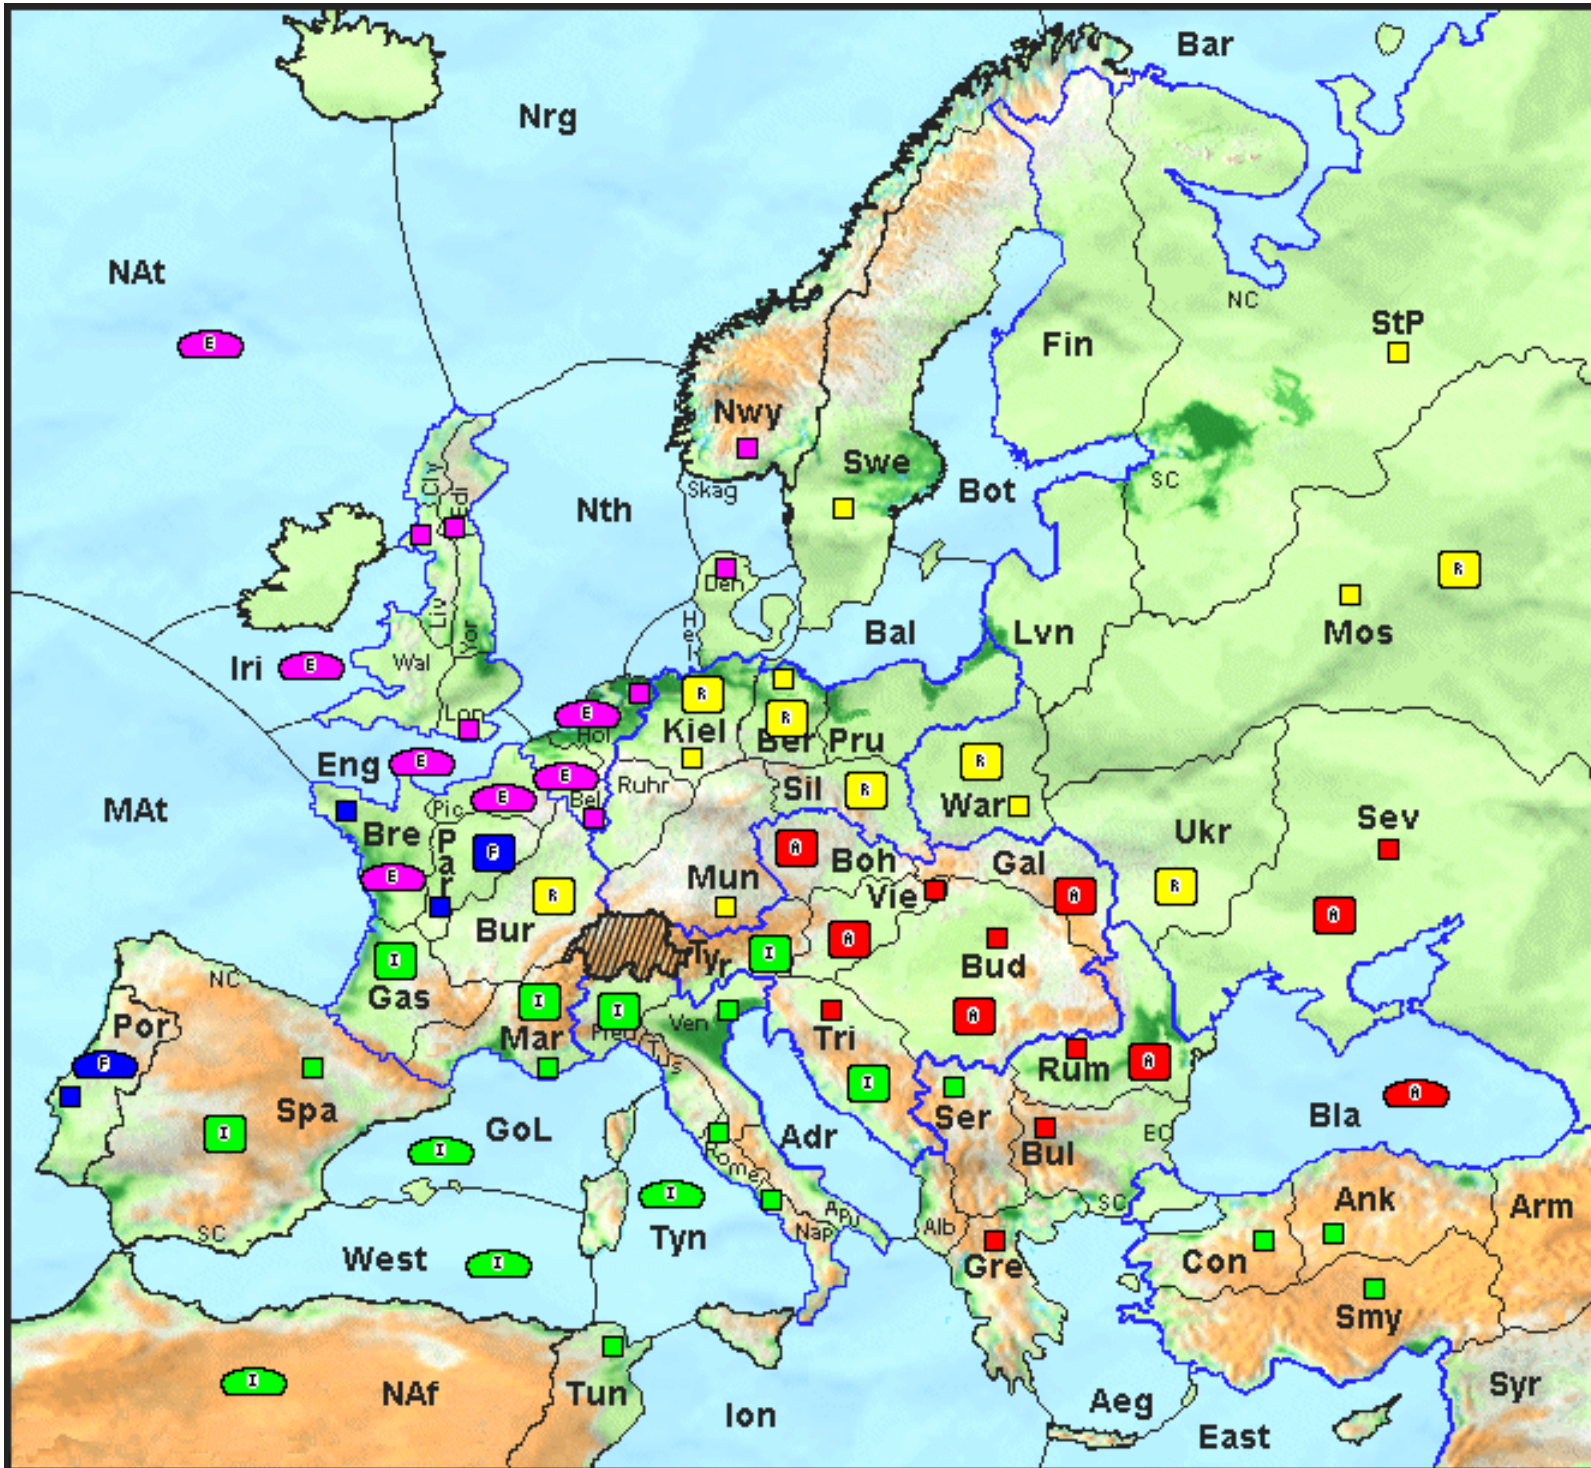 Bar
Nrg
NAt
NC
StP
Fin
Nwy
Swe
Skag
Bot
SC
Nth
Cly
Edi
Den
Hel
Liv
Yor
Bal
Lvn
Mos
Iri
Wal
Lon
Hol
Kiel
Ber
Pru
Eng
Ruhr
Sil
War
MAt
Pic
Bel
Bre
Par
Ukr
Sev
Boh
Gal
Mun
Vie
Bur
Tyr
Bud
Gas
NC
Por
Mar
Pied
Ven
Tus
Tri
Rum
Spa
GoL
Adr
Ser
Bul
EC
Bla
Rome
SC
Ank
Arm
SC
West
Tyn
Nap
Apu
Alb
Gre
Con
Smy
NAf
Tun
Ion
Aeg
East
Syr
E
E
E
E
E
E
E
R
R
R
R
R
R
R
F
F
A
A
A
A
A
A
A
I
I
I
I
I
I
I
I
I
I